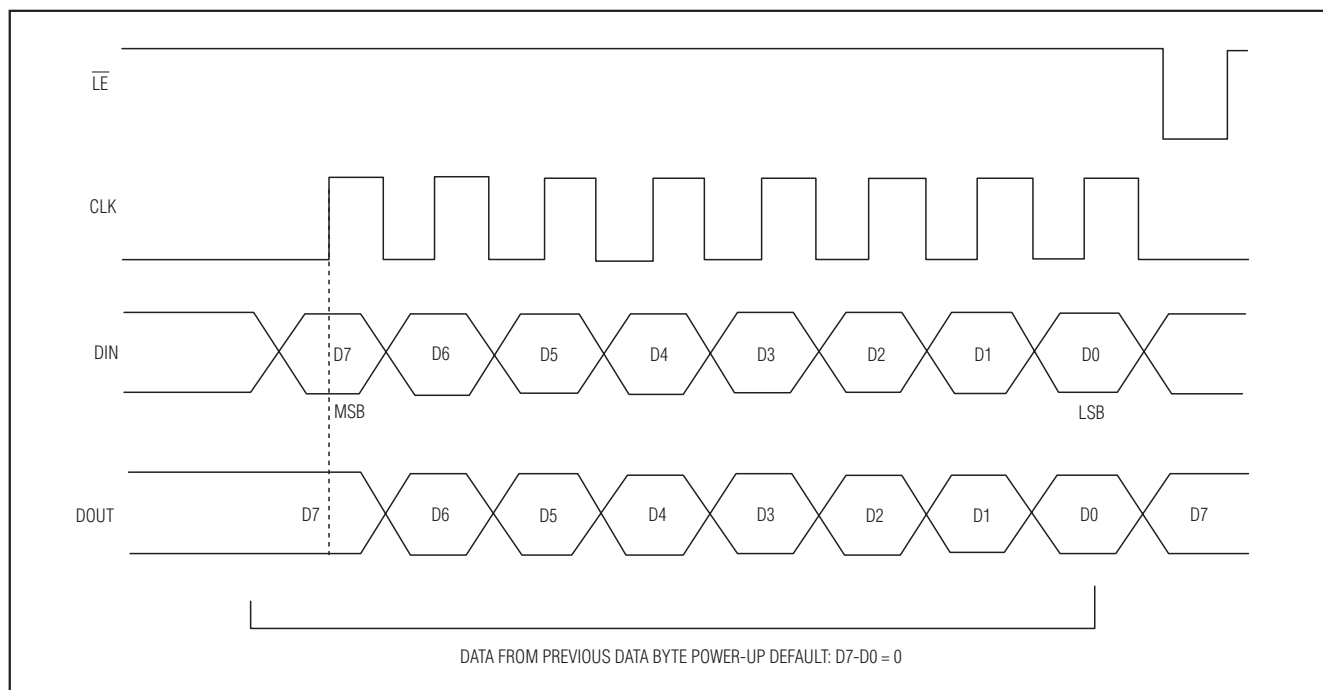 LE
CLK
DIN
D7 D6 D5 D4 D3 D2 D1 D0
MSB LSB
DOUT
D7 D6 D5 D4 D3 D2 D1 D0 D7
DATA FROM PREVIOUS DATA BYTE POWER-UP DEFAULT: D7-D0 = 0